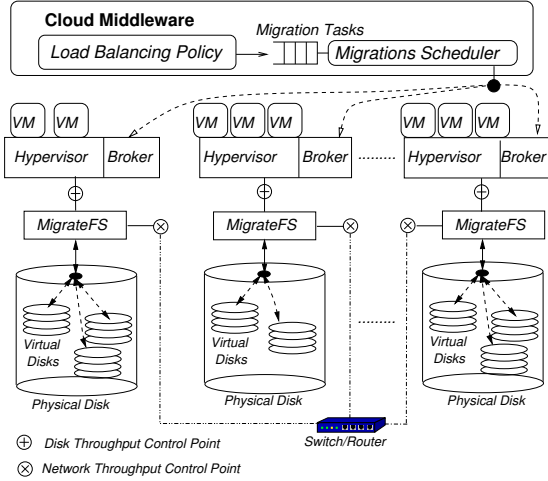 Cloud Middleware
Migration Tasks
Load Balancing Policy
Migrations Scheduler
VM VM VM VM VM VM VM VM
Hypervisor Broker Hypervisor Broker Hypervisor Broker
MigrateFS MigrateFS MigrateFS
Virtual Disks
Virtual Disks
Virtual Disks
Physical Disk Physical Disk Physical Disk
Switch/Router
Disk Throughput Control Point
Network Throughput Control Point